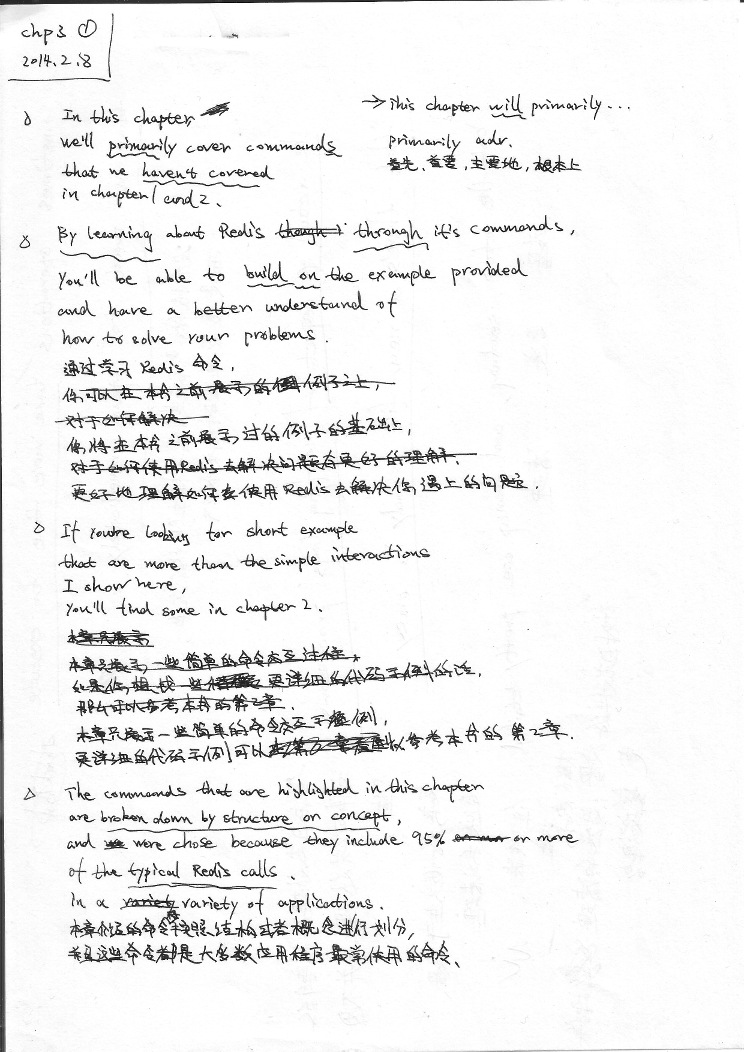 chp3 ①
2014.2.8
In this chapter,
we'll primarily cover commands
that we haven't covered
in chapter 1 and 2.
→ This chapter will primarily...
primarily adv.
首先、首要,主要地,根本上
By learning about Redis through it's commands,
You'll be able to build on the example provided
and have a better understand of
how to solve your problems.
通过学习 Redis 命令,
你可以在本书之前展示的例子之上,
对于如何解决
你将在本书之前展示过的例子的基础上,
对于如何使用Redis去解决问题有更好的理解.
更好地理解如何去使用Redis去解决你遇上的问题.
If you're looking for short example
that are more than the simple interactions
I show here,
You'll find some in chapter 2.
本章只展示
本章只展示一些简单的命令交互过程,
如果你想找一些更详细的代码示例的话,
那么可以参考本书的第2章.
本章只展示一些简单的命令交互示例,
更详细的代码示例可以参考本书的第2章.
The commands that are highlighted in this chapter
are broken down by structure or concept,
and were chose because they include 95% or more
of the typical Redis calls.
In a variety variety of applications.
本章介绍的命令按照结构或者概念进行划分,
并且这些命令都是大多数应用程序最常使用的命令、